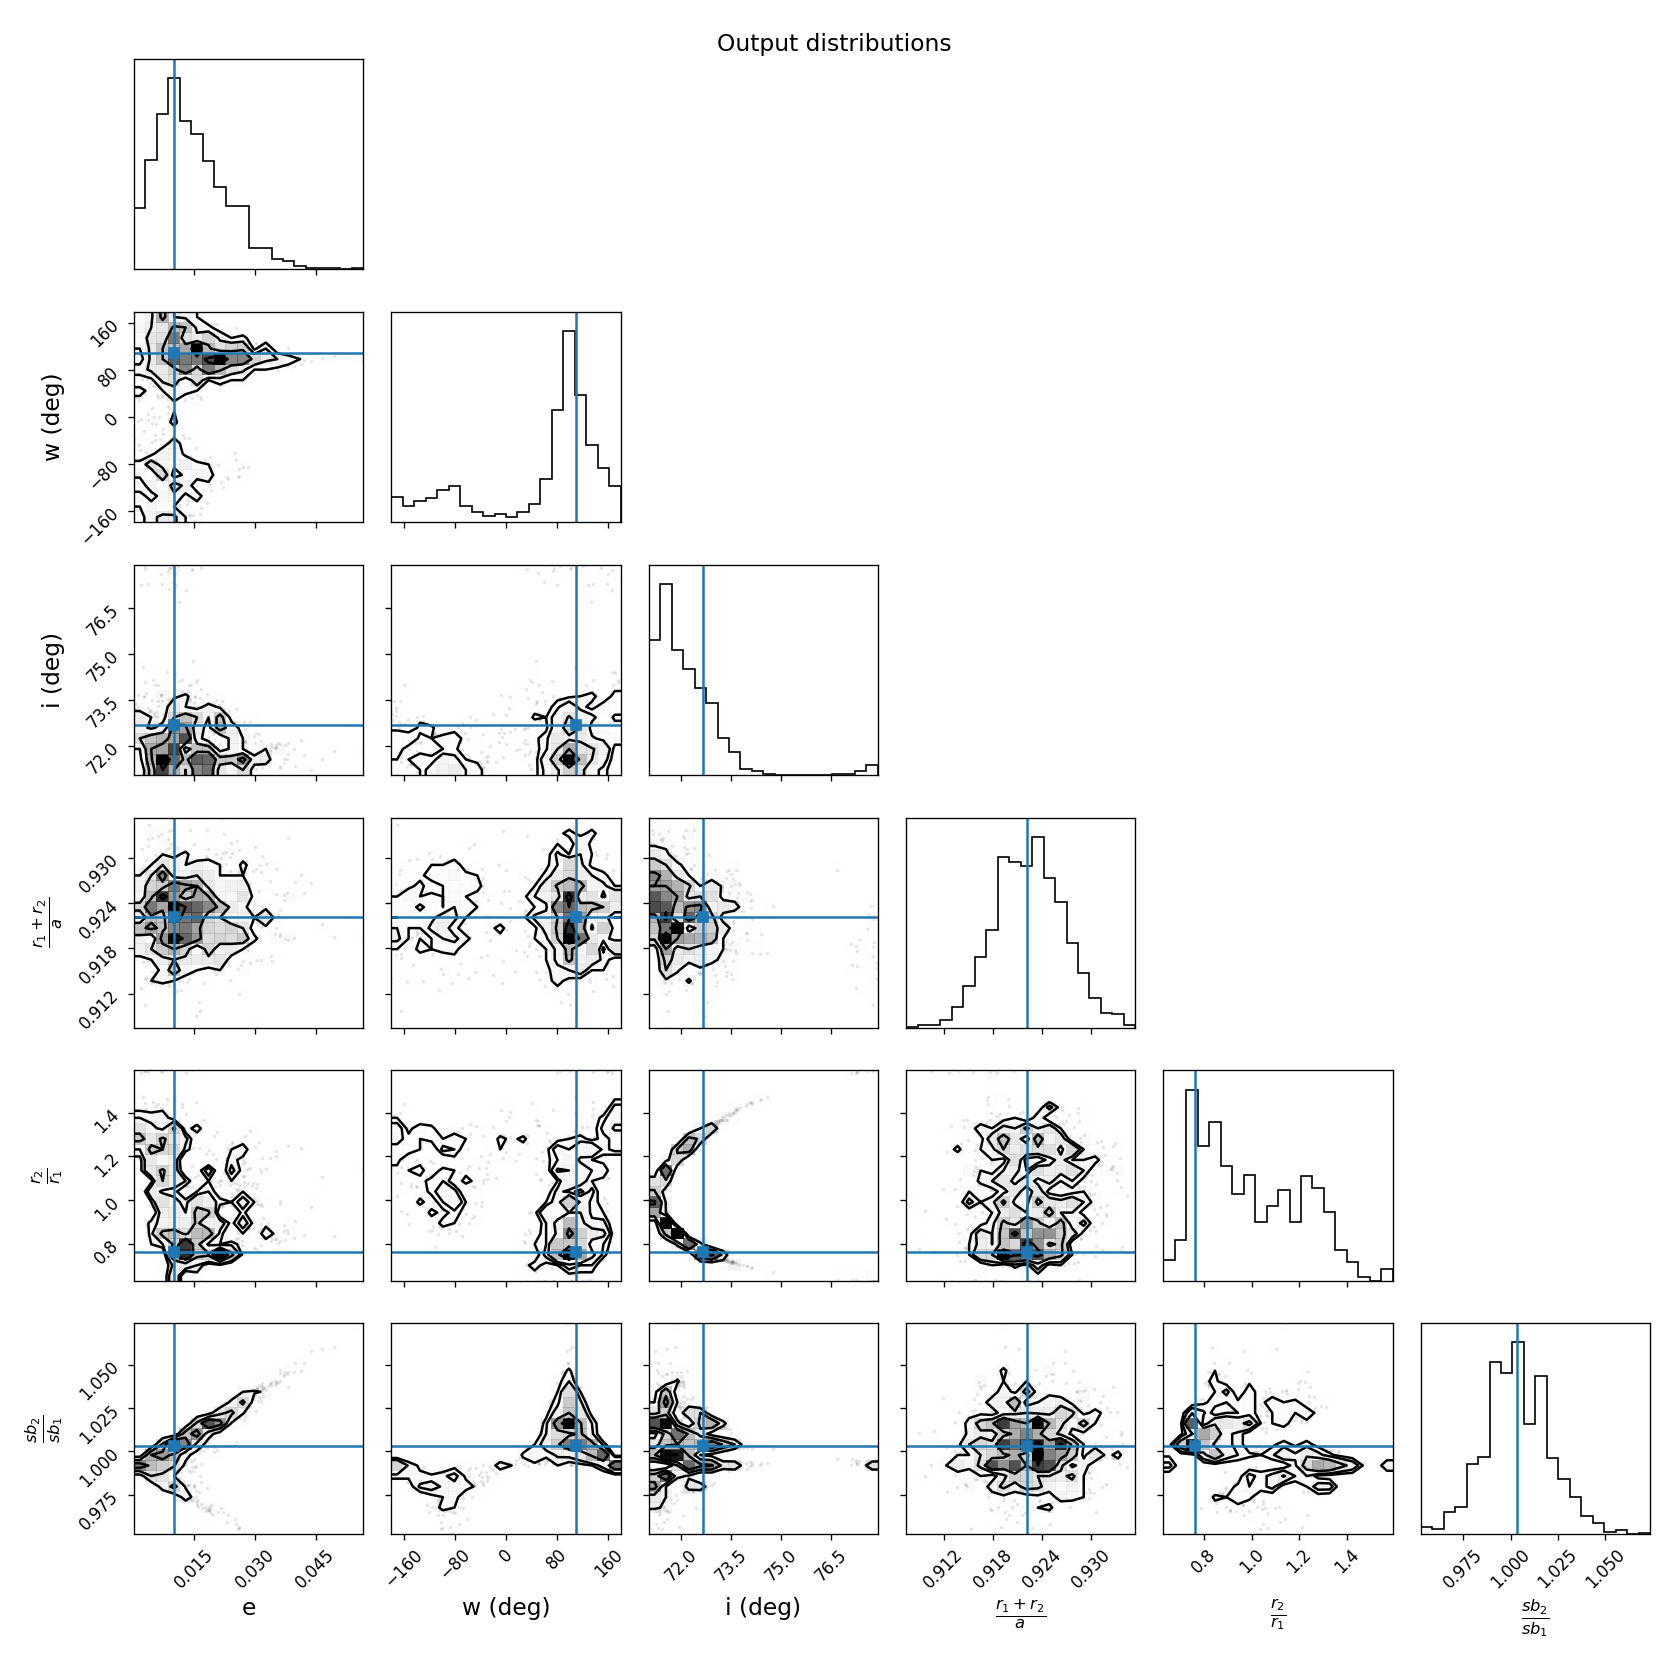 Output distributions
w (deg)
160
80
0
−80
−160
i (deg)
76.5
75.0
73.5
72.0
r₁ + r₂
a
0.930
0.924
0.918
0.912
r₂
r₁
1.4
1.2
1.0
0.8
sb₂
sb₁
1.050
1.025
1.000
0.975
0.015 0.030 0.045 −160 −80 0 80 160 72.0 73.5 75.0 76.5 0.912 0.918 0.924 0.930 0.8 1.0 1.2 1.4 0.975 1.000 1.025 1.050
e w (deg) i (deg) r₁ + r₂ r₂ sb₂
a r₁ sb₁